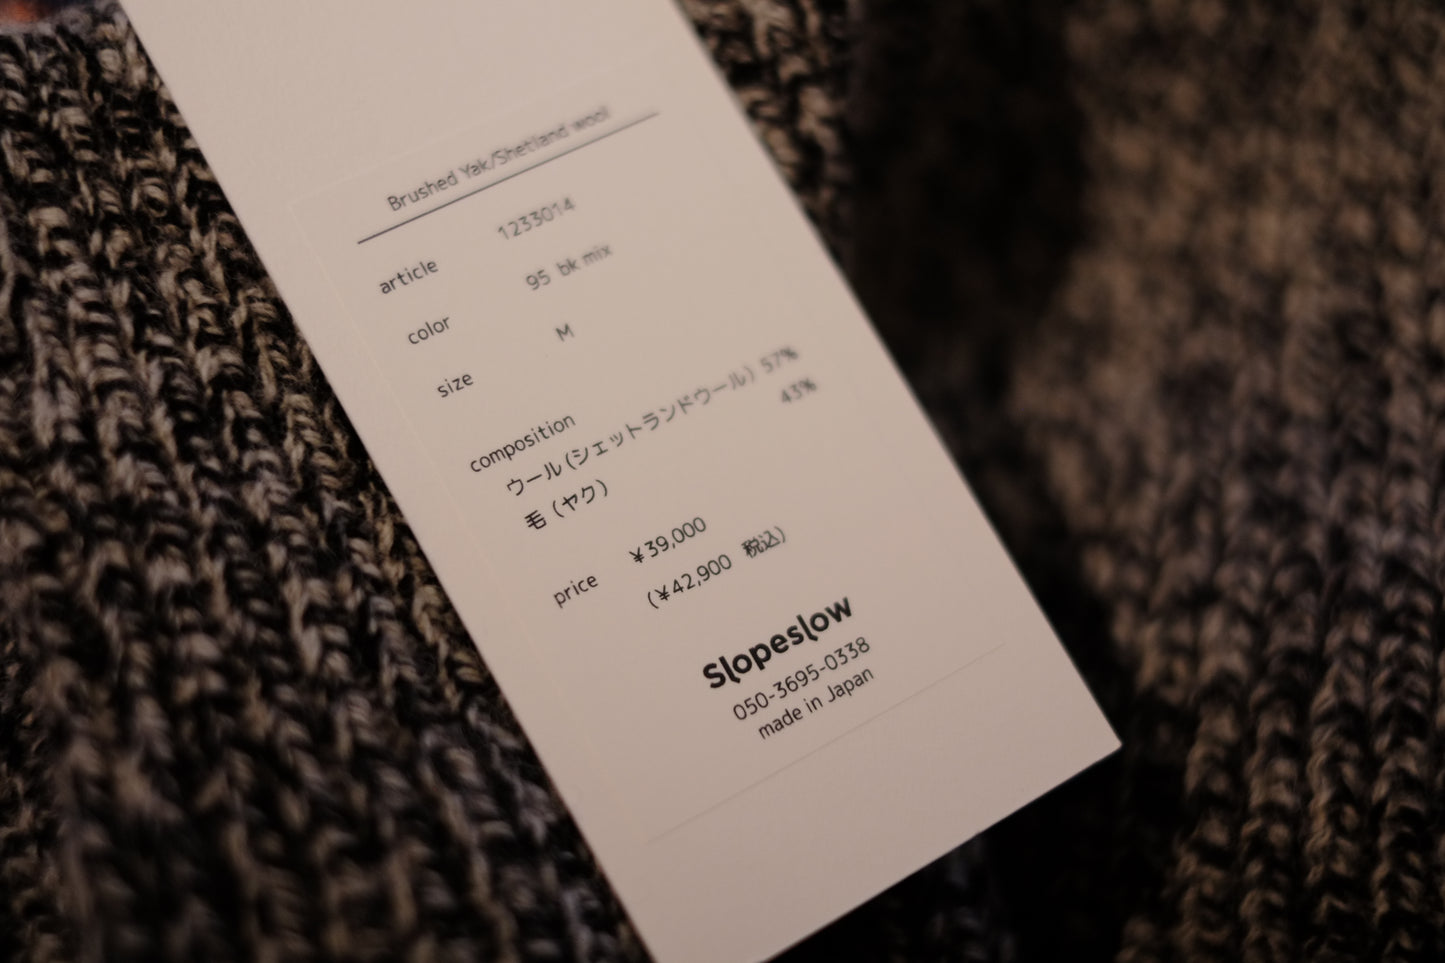 Brushed Yak/Shetland wool
article 1233014
color 95 bk mix
size M
composition
ウール(シェットランドウール) 57%
毛(ヤク) 43%
price ¥39,000
(¥42,900 税込)
Slopeslow
050-3695-0338
made in Japan